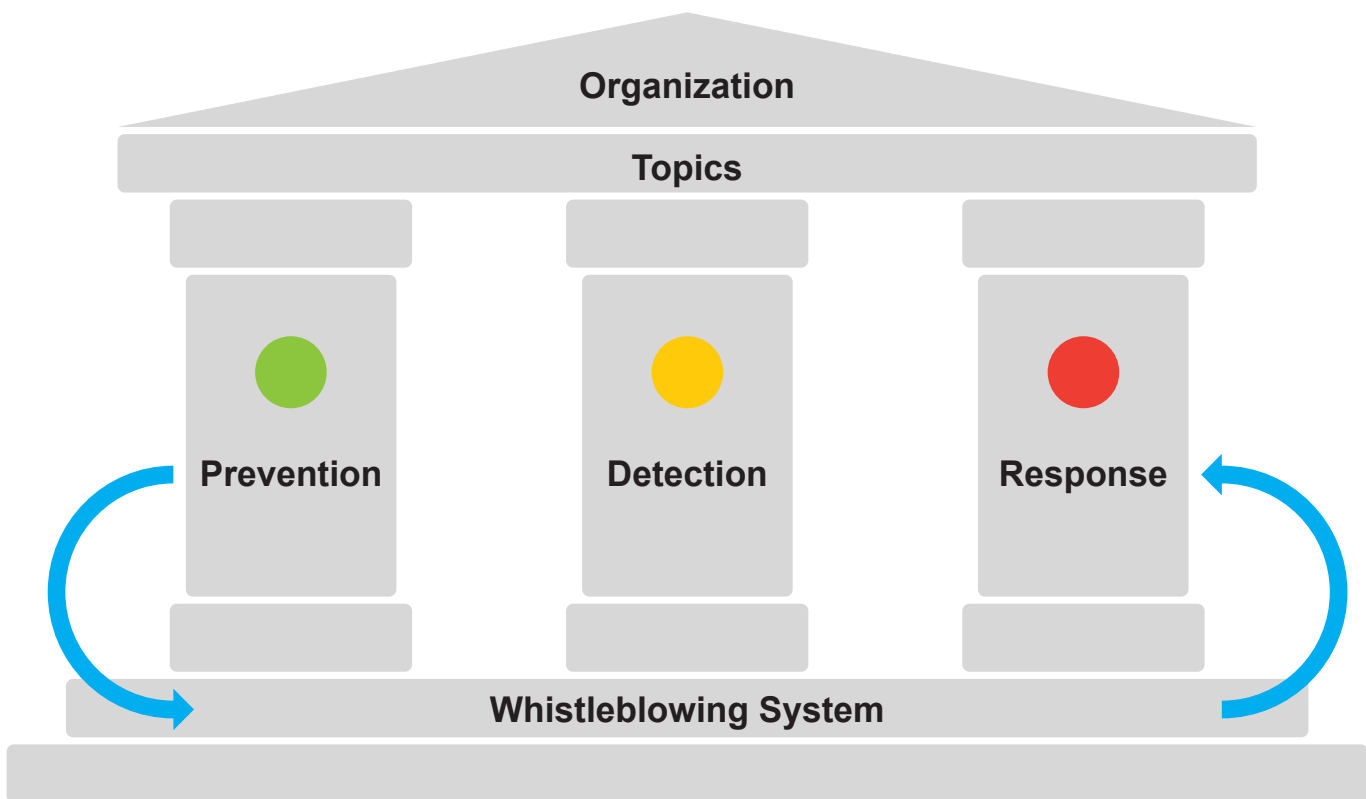 Organization
Topics
Prevention
Detection
Response
Whistleblowing System